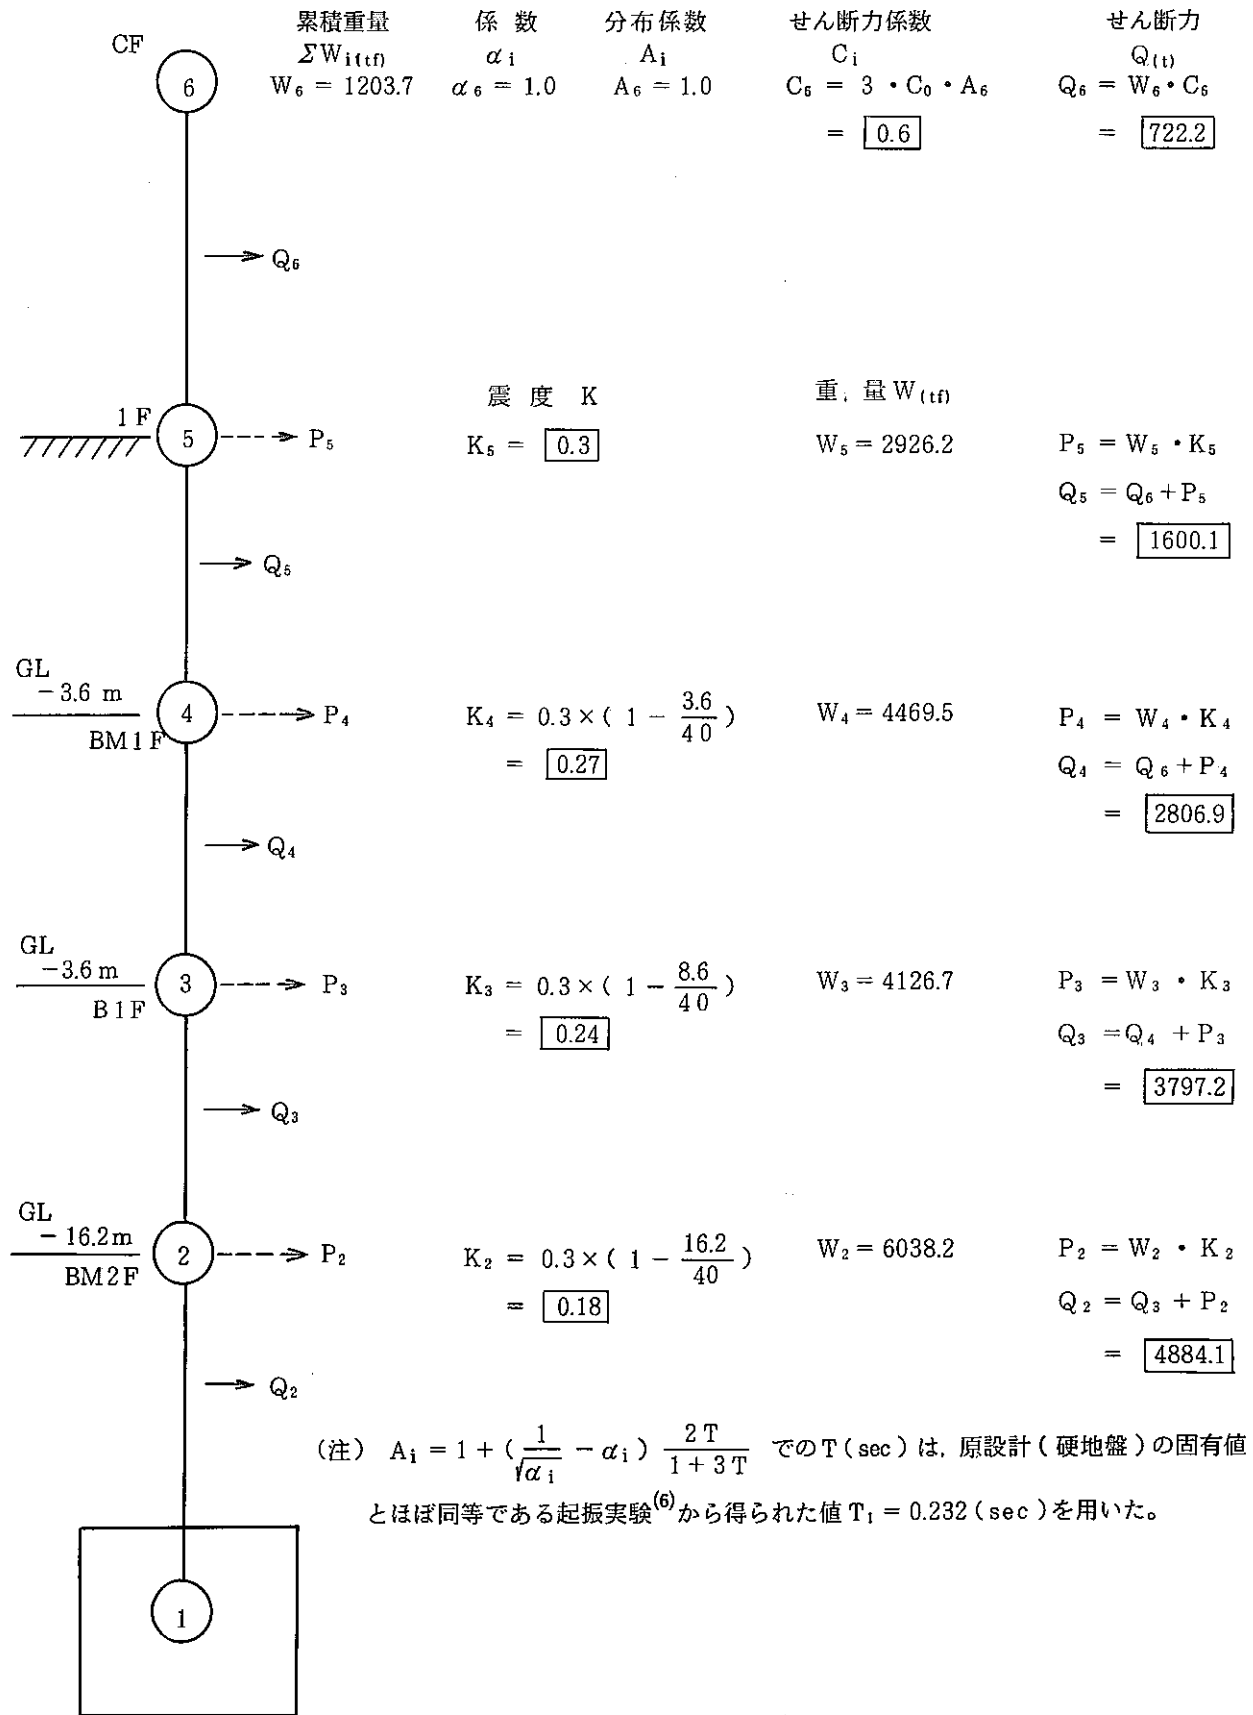 累積重量 係数 分布係数 せん断力係数 せん断力
CF ΣWi(tf) αi Ai Ci Q(t)
6 W6 = 1203.7 α6 = 1.0 A6 = 1.0 C6 = 3・C0・A6 Q6 = W6・C6
= 0.6 = 722.2
→ Q6
震度 K 重量W(tf)
1F 5 P5 K5 = 0.3 W5 = 2926.2 P5 = W5・K5
Q5 = Q6 + P5
= 1600.1
→ Q5
GL
-3.6 m 4 P4 K4 = 0.3×( 1 - 3.6/40 ) W4 = 4469.5 P4 = W4・K4
BM1F = 0.27 Q4 = Q6 + P4
= 2806.9
→ Q4
GL
-3.6 m 3 P3 K3 = 0.3×( 1 - 8.6/40 ) W3 = 4126.7 P3 = W3・K3
B1F = 0.24 Q3 = Q4 + P3
= 3797.2
→ Q3
GL
-16.2m 2 P2 K2 = 0.3×( 1 - 16.2/40 ) W2 = 6038.2 P2 = W2・K2
BM2F = 0.18 Q2 = Q3 + P2
= 4884.1
→ Q2
(注) Ai = 1 + (1/√αi - αi) 2T/1+3T でのT(sec)は,原設計(硬地盤)の固有値
とほぼ同等である起振実験(6)から得られた値T1 = 0.232(sec)を用いた。
1